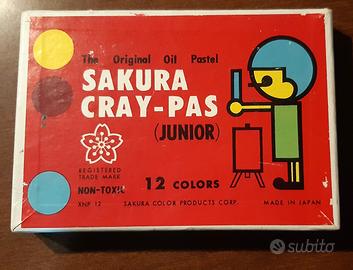 The Original Oil Pastel
SAKURA
CRAY-PAS
(JUNIOR)
REGISTERED
TRADE MARK
NON-TOXIC
12 COLORS
XNP 12
SAKURA COLOR PRODUCTS CORP.
MADE IN JAPAN
subito